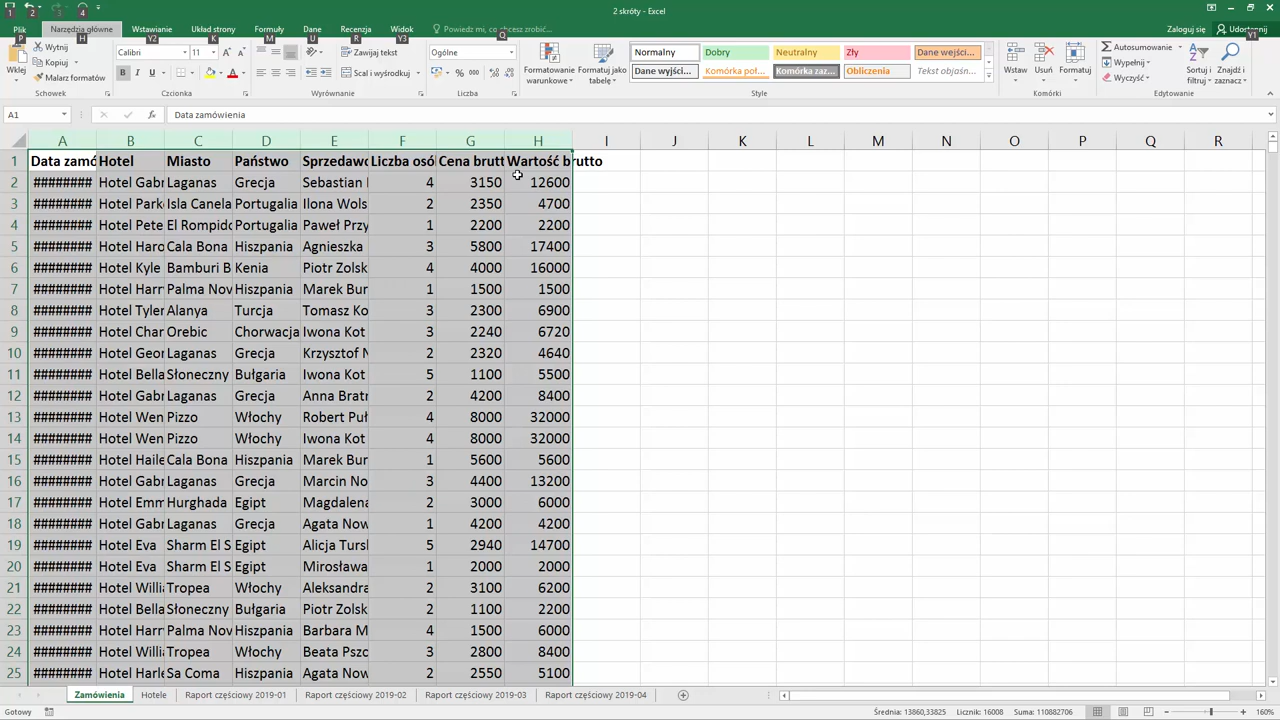 2 skróty - Excel
1 2 3 4
Plik Narzędzia główne Wstawianie Układ strony Formuły Dane Recenzja Widok Powiedz mi, co chcesz zrobić... Zaloguj się Udostępnij
P H Y2 M U R Y3 Q Y1
Wklej Wytnij Kopiuj Malarz formatów Schowek
Calibri 11 B I U Czcionka
Zawijaj tekst Scal i wyśrodkuj Wyrównanie
Ogólne % 000 Liczba
Formatowanie warunkowe Formatuj jako tabelę
Normalny Dobry Neutralny Zły Dane wejści...
Dane wyjści... Komórka poł... Komórka zaz... Obliczenia Tekst objaśn...
Style
Wstaw Usuń Formatuj Komórki
Autosumowanie Wypełnij Wyczyść Sortuj i filtruj Znajdź i zaznacz Edytowanie
A1 fx Data zamówienia
A B C D E F G H I J K L M N O P Q R
1 Data zamó Hotel Miasto Państwo Sprzedawc Liczba osó Cena brutt Wartość brutto
2 ######## Hotel Gabr Laganas Grecja Sebastian 4 3150 12600
3 ######## Hotel Park Isla Canela Portugalia Ilona Wols 2 2350 4700
4 ######## Hotel Pete El Rompido Portugalia Paweł Przy 1 2200 2200
5 ######## Hotel Haro Cala Bona Hiszpania Agnieszka 3 5800 17400
6 ######## Hotel Kyle Bamburi B Kenia Piotr Zolsk 4 4000 16000
7 ######## Hotel Harr Palma Nov Hiszpania Marek Bur 1 1500 1500
8 ######## Hotel Tyler Alanya Turcja Tomasz Ko 3 2300 6900
9 ######## Hotel Char Orebic Chorwacja Iwona Kot 3 2240 6720
10 ######## Hotel Geor Laganas Grecja Krzysztof N 2 2320 4640
11 ######## Hotel Bella Słoneczny Bułgaria Iwona Kot 5 1100 5500
12 ######## Hotel Gabr Laganas Grecja Anna Bratr 2 4200 8400
13 ######## Hotel Wen Pizzo Włochy Robert Puł 4 8000 32000
14 ######## Hotel Wen Pizzo Włochy Iwona Kot 4 8000 32000
15 ######## Hotel Haile Cala Bona Hiszpania Marek Bur 1 5600 5600
16 ######## Hotel Gabr Laganas Grecja Marcin No 3 4400 13200
17 ######## Hotel Emm Hurghada Egipt Magdalena 2 3000 6000
18 ######## Hotel Gabr Laganas Grecja Agata Now 1 4200 4200
19 ######## Hotel Eva Sharm El S Egipt Alicja Tursk 5 2940 14700
20 ######## Hotel Eva Sharm El S Egipt Mirosława 1 2000 2000
21 ######## Hotel Willi Tropea Włochy Aleksandra 2 3100 6200
22 ######## Hotel Bella Słoneczny Bułgaria Piotr Zolsk 2 1100 2200
23 ######## Hotel Harr Palma Nov Hiszpania Barbara M 4 1500 6000
24 ######## Hotel Willi Tropea Włochy Beata Pszc 3 2800 8400
25 ######## Hotel Harle Sa Coma Hiszpania Agata Now 2 2550 5100
Zamówienia Hotele Raport częściowy 2019-01 Raport częściowy 2019-02 Raport częściowy 2019-03 Raport częściowy 2019-04
Gotowy Średnia: 13860,33825 Licznik: 16008 Suma: 110882706 160%